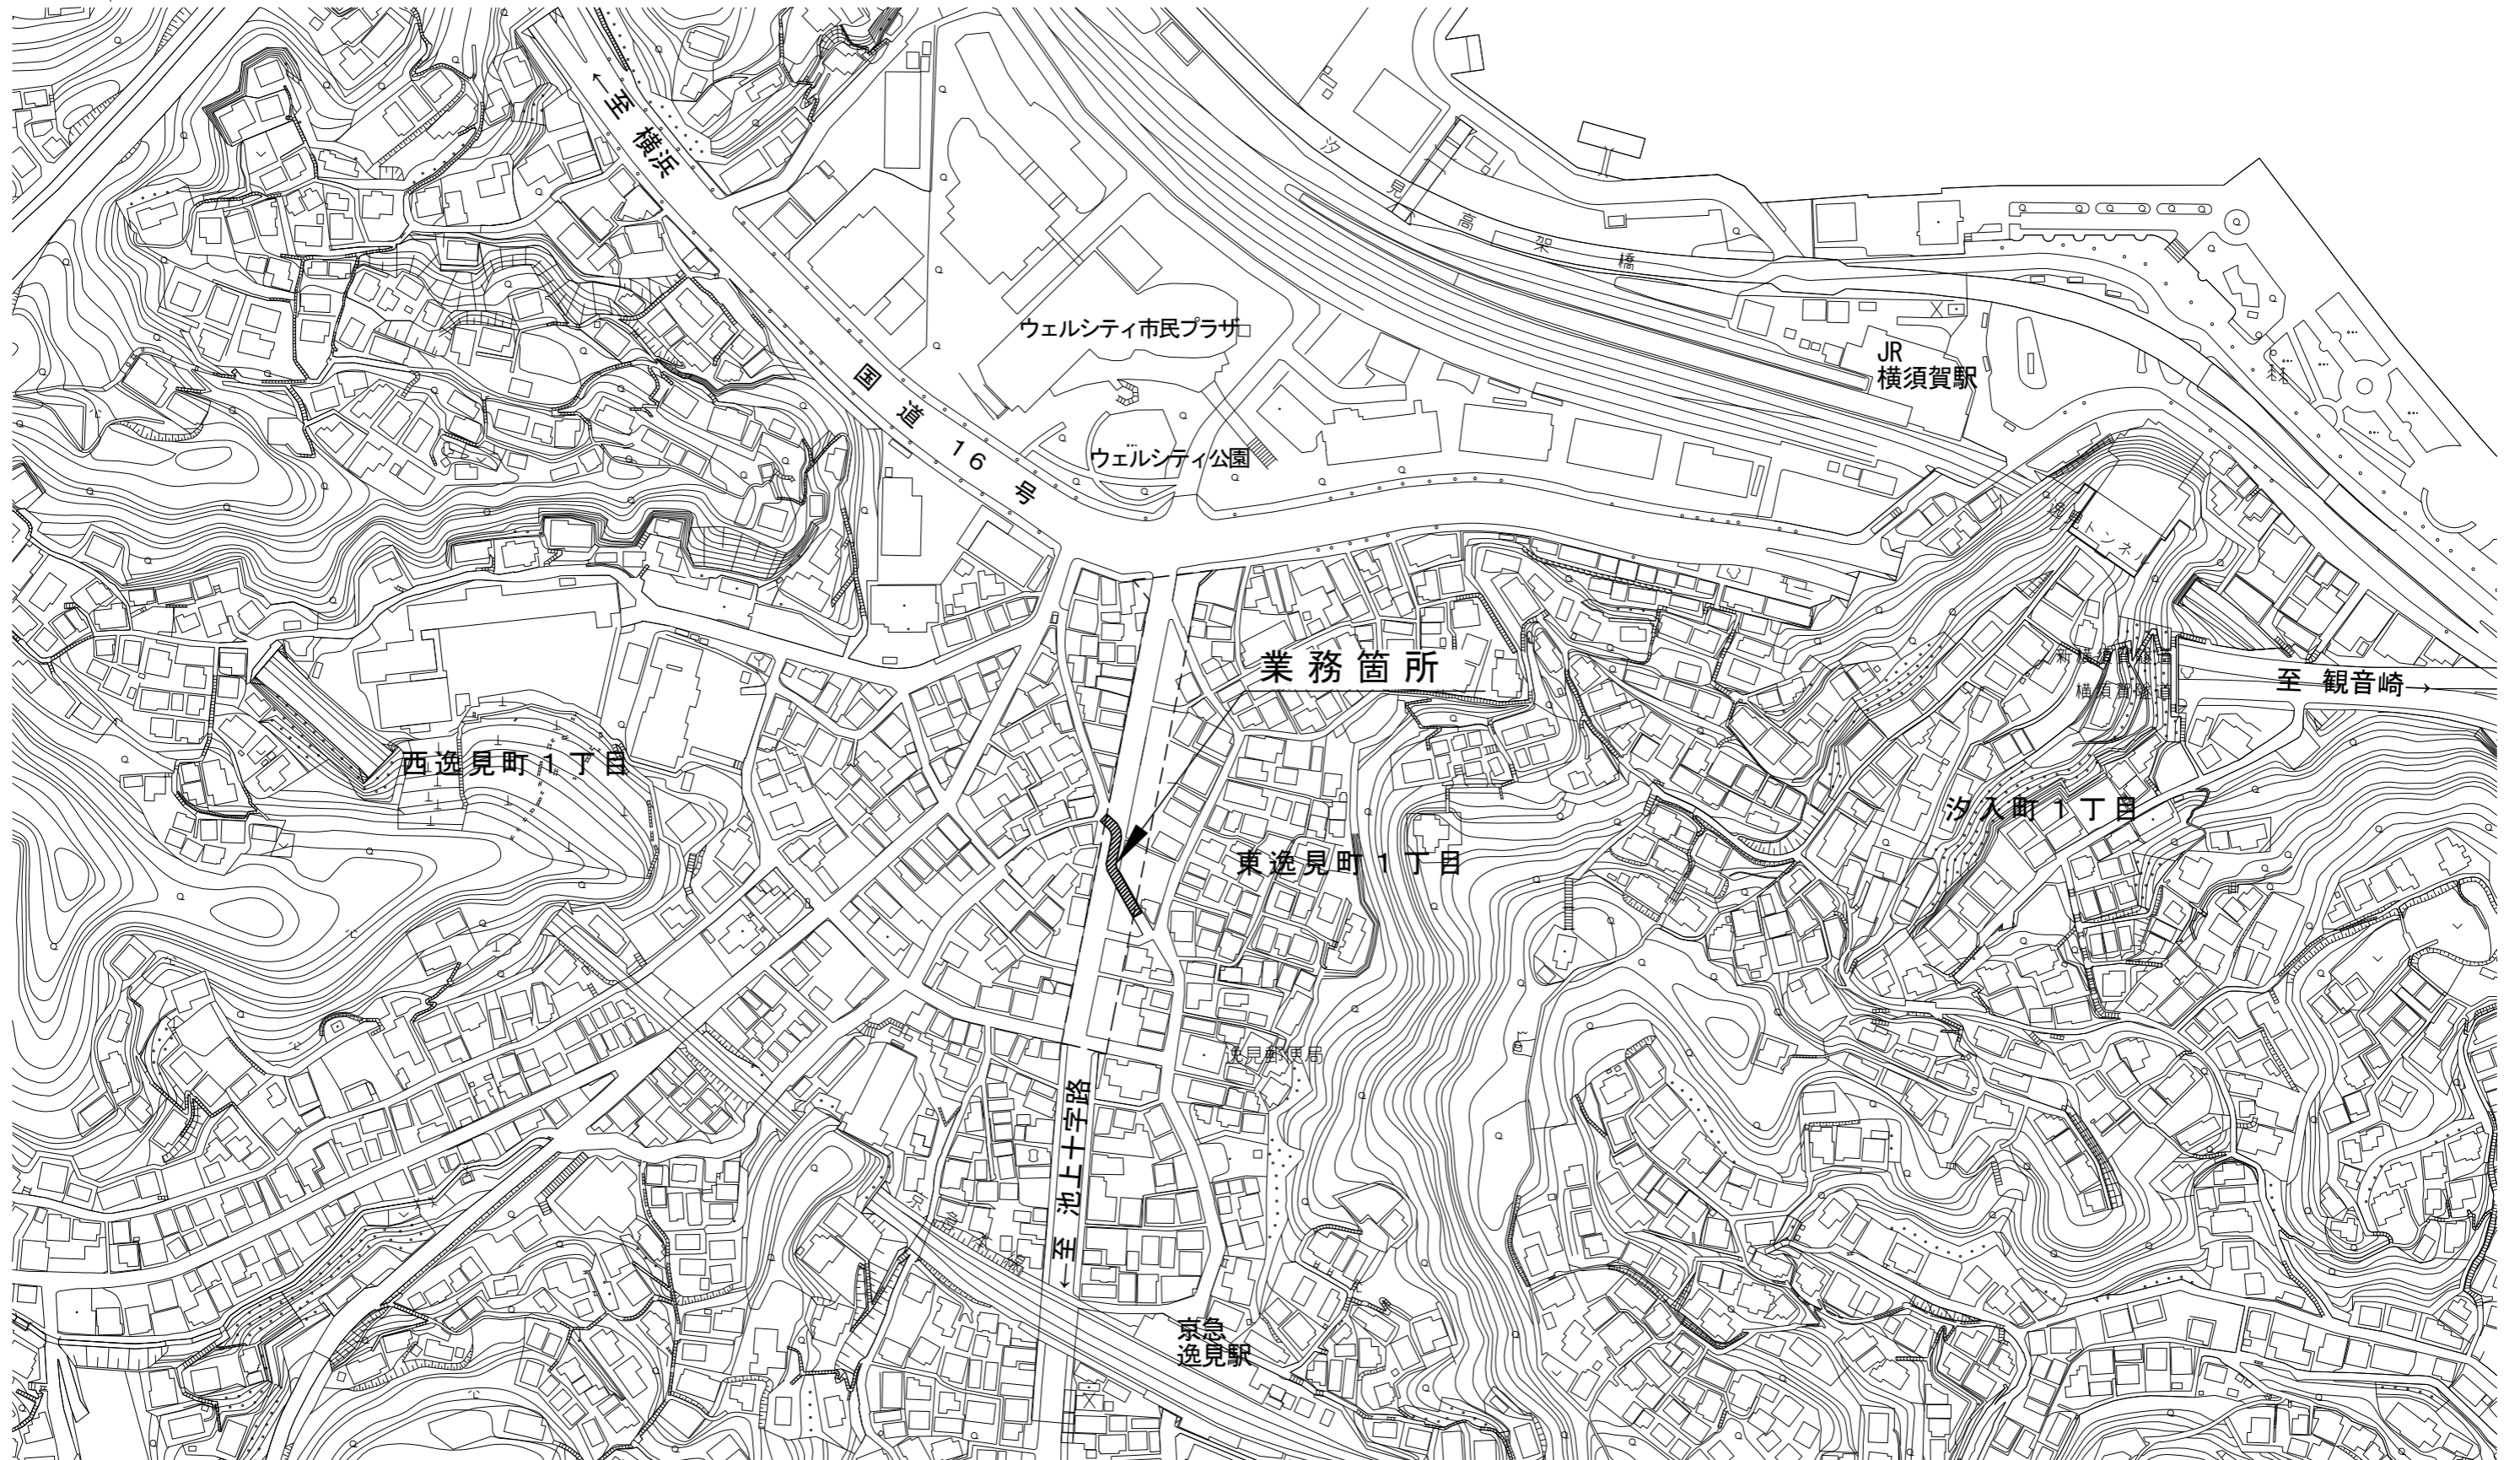 ←至 横浜
汐見高架橋
ウェルシティ市民プラザ
JR
横須賀駅
国道16号
ウェルシティ公園
業務箇所
新横須賀隧道
横須賀隧道
至 観音崎→
西逸見町1丁目
汐入町1丁目
東逸見町1丁目
逸見郵便局
←至 池上十字路
京急本線
京急
逸見駅